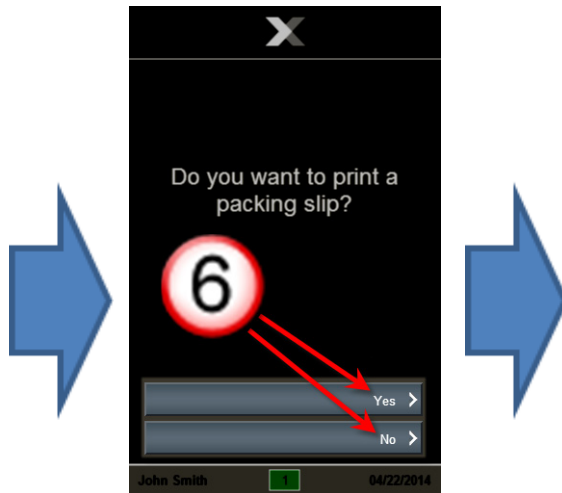 Do you want to print a
packing slip?
6
Yes
No
John Smith 1 04/22/2014